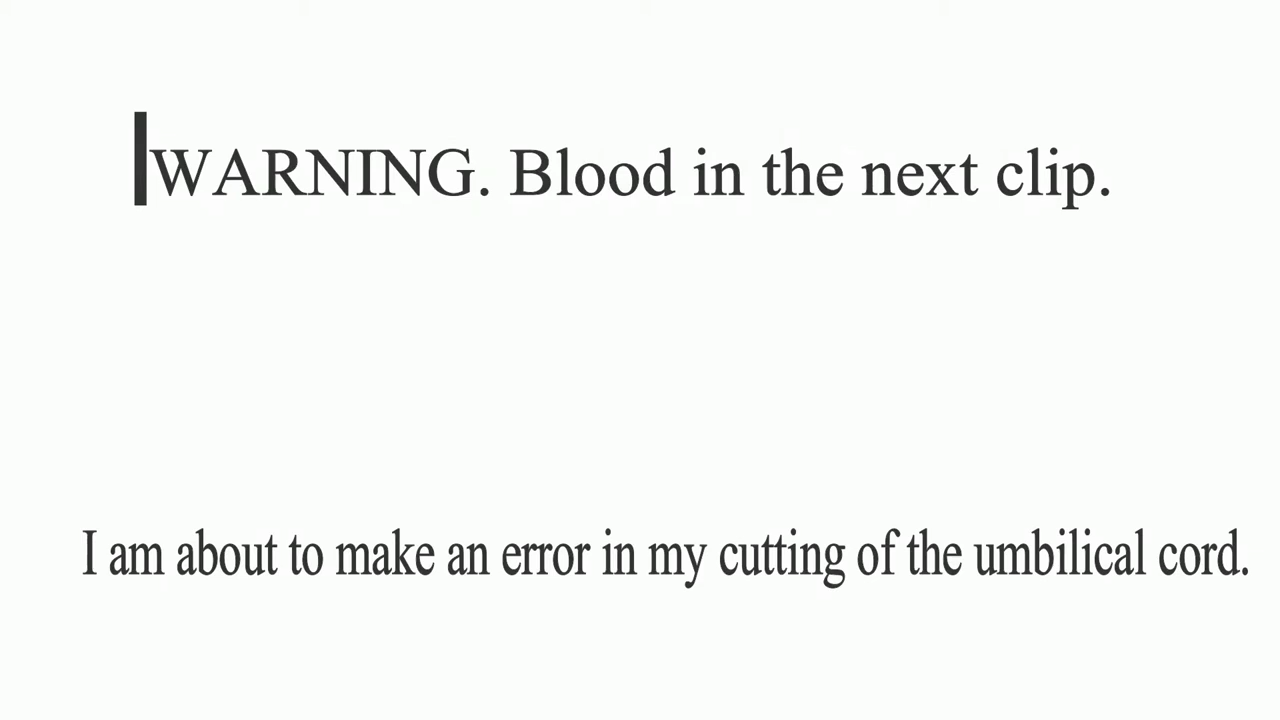 WARNING. Blood in the next clip.
I am about to make an error in my cutting of the umbilical cord.